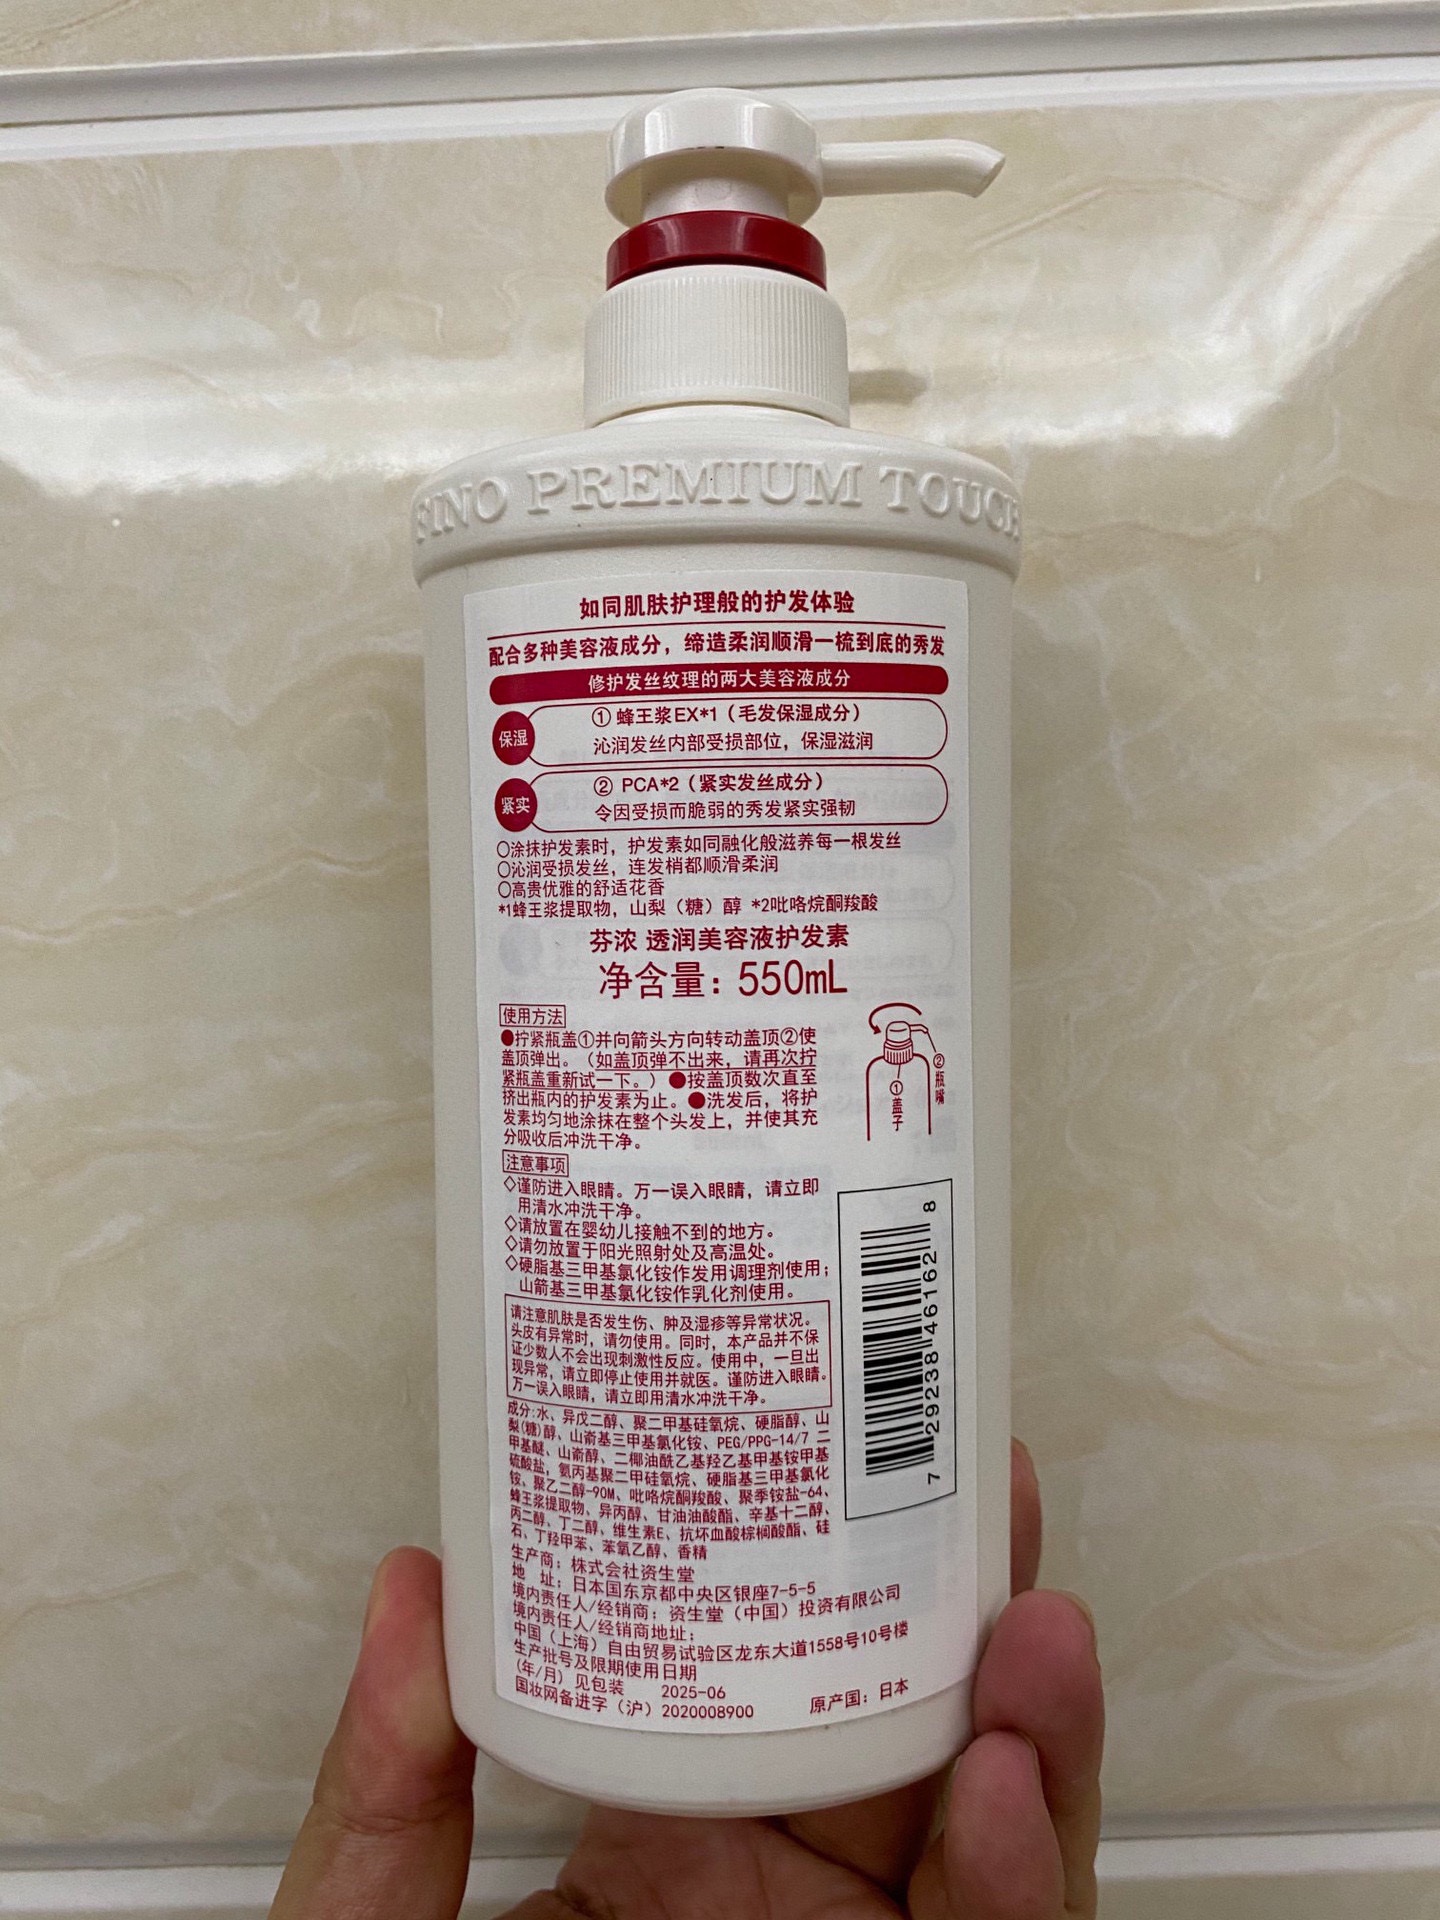 FINO PREMIUM TOUCH
如同肌肤护理般的护发体验
配合多种美容液成分，缔造柔润顺滑一梳到底的秀发
修护发丝纹理的两大美容液成分
保湿
① 蜂王浆EX*1（毛发保湿成分）
沁润发丝内部受损部位，保湿滋润
紧实
② PCA*2（紧实发丝成分）
令因受损而脆弱的秀发紧实强韧
○涂抹护发素时，护发素如同融化般滋养每一根发丝
○沁润受损发丝，连发梢都顺滑柔润
○高贵优雅的舒适花香
*1蜂王浆提取物，山梨（糖）醇 *2吡咯烷酮羧酸
芬浓 透润美容液护发素
净含量：550mL
使用方法
●拧紧瓶盖①并向箭头方向转动盖顶②使
盖顶弹出。（如盖顶弹不出来，请再次拧
紧瓶盖重新试一下。）●按盖顶数次直至
挤出瓶内的护发素为止。●洗发后，将护
发素均匀地涂抹在整个头发上，并使其充
分吸收后冲洗干净。
①盖子
②瓶嘴
注意事项
◇谨防进入眼睛。万一误入眼睛，请立即
用清水冲洗干净。
◇请放置在婴幼儿接触不到的地方。
◇请勿放置于阳光照射处及高温处。
◇硬脂基三甲基氯化铵作发用调理剂使用；
山箭基三甲基氯化铵作乳化剂使用。
请注意肌肤是否发生伤、肿及湿疹等异常状况。
头皮有异常时，请勿使用。同时，本产品并不保
证少数人不会出现刺激性反应。使用中，一旦出
现异常，请立即停止使用并就医。谨防进入眼睛。
万一误入眼睛，请立即用清水冲洗干净。
成分:水、异戊二醇、聚二甲基硅氧烷、硬脂醇、山
梨(糖)醇、山嵛基三甲基氯化铵、PEG/PPG-14/7 二
甲基醚、山嵛醇、二椰油酰乙基羟乙基甲基铵甲基
硫酸盐，氨丙基聚二甲硅氧烷、硬脂基三甲基氯化
铵、聚乙二醇-90M、吡咯烷酮羧酸、聚季铵盐-64、
蜂王浆提取物、异丙醇、甘油油酸酯、辛基十二醇、
丙二醇、丁二醇、维生素E、抗坏血酸棕榈酸酯、硅
石、丁羟甲苯、苯氧乙醇、香精
7 29238 46162 8
生产商：株式会社资生堂
地 址：日本国东京都中央区银座7-5-5
境内责任人/经销商：资生堂（中国）投资有限公司
境内责任人/经销商地址：
中国（上海）自由贸易试验区龙东大道1558号10号楼
生产批号及限期使用日期
(年/月) 见包装 2025-06
国妆网备进字（沪）2020008900 原产国：日本